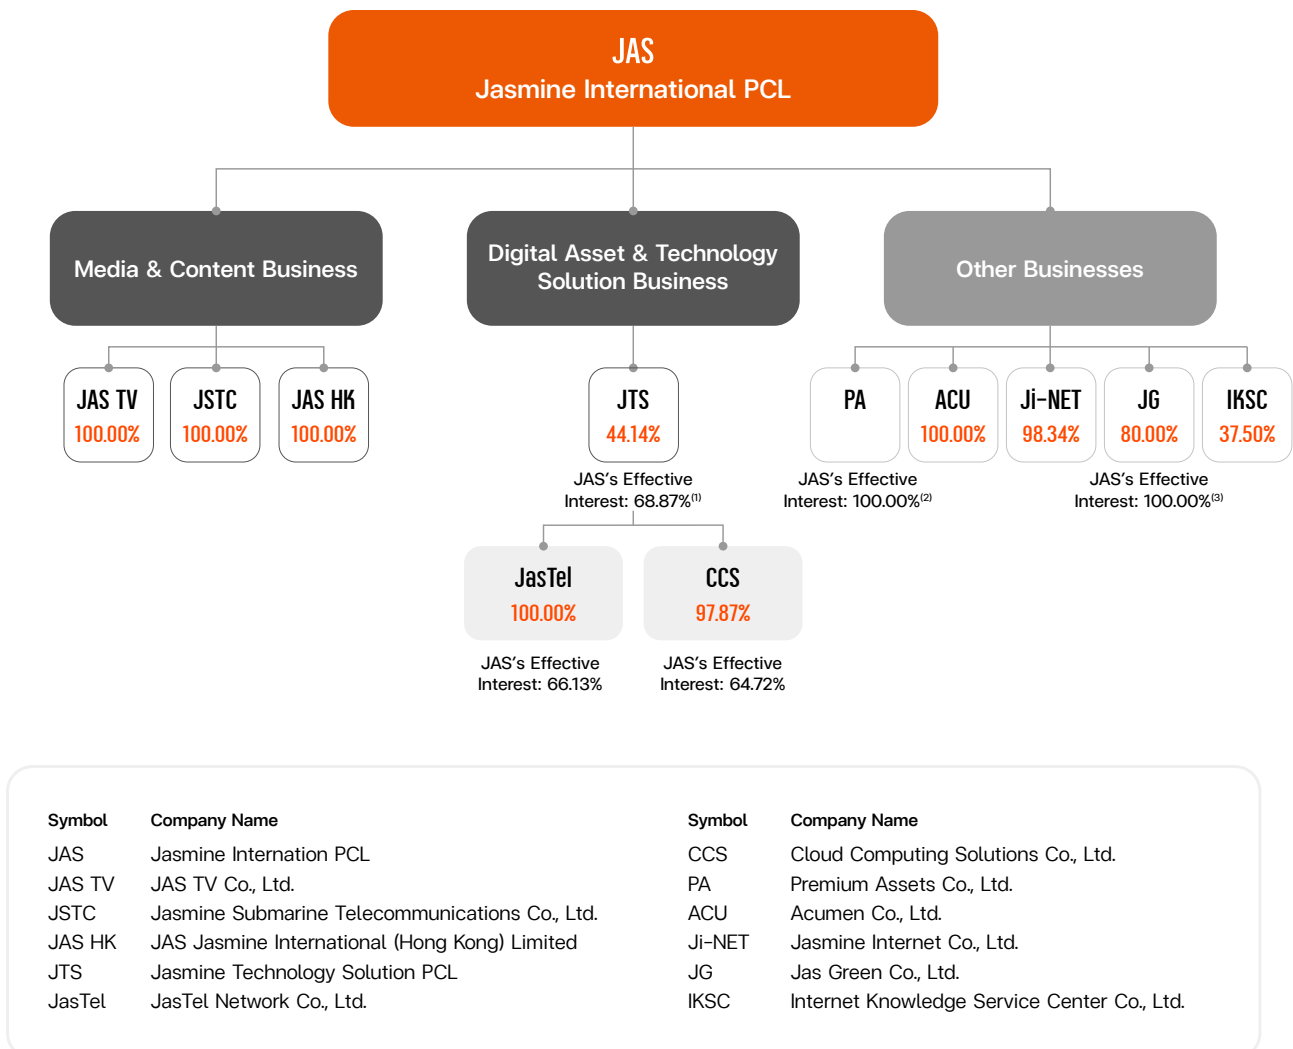 JAS
Jasmine International PCL
Media & Content Business
Digital Asset & Technology
Solution Business
Other Businesses
JAS TV
100.00%
JSTC
100.00%
JAS HK
100.00%
JTS
44.14%
JAS's Effective
Interest: 68.87%(1)
PA
JAS's Effective
Interest: 100.00%(2)
ACU
100.00%
Ji-NET
98.34%
JG
80.00%
JAS's Effective
Interest: 100.00%(3)
IKSC
37.50%
JasTel
100.00%
JAS's Effective
Interest: 66.13%
CCS
97.87%
JAS's Effective
Interest: 64.72%
Symbol Company Name
JAS Jasmine Internation PCL
JAS TV JAS TV Co., Ltd.
JSTC Jasmine Submarine Telecommunications Co., Ltd.
JAS HK JAS Jasmine International (Hong Kong) Limited
JTS Jasmine Technology Solution PCL
JasTel JasTel Network Co., Ltd.
Symbol Company Name
CCS Cloud Computing Solutions Co., Ltd.
PA Premium Assets Co., Ltd.
ACU Acumen Co., Ltd.
Ji-NET Jasmine Internet Co., Ltd.
JG Jas Green Co., Ltd.
IKSC Internet Knowledge Service Center Co., Ltd.